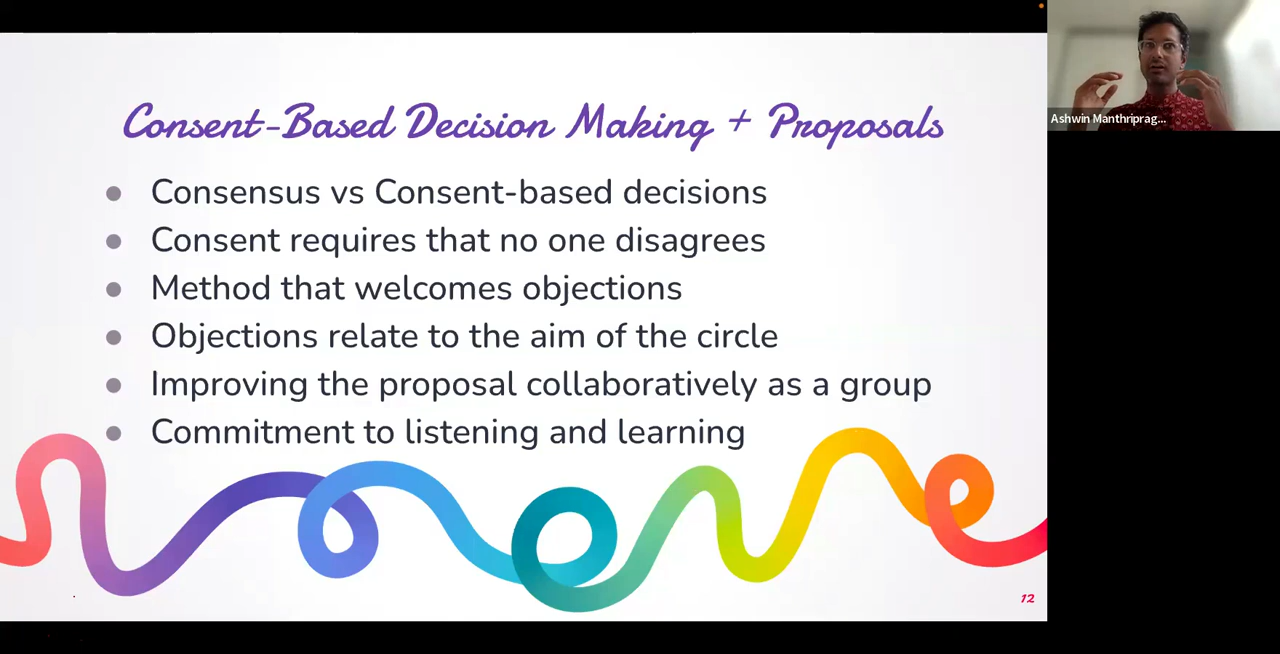 Consent-Based Decision Making + Proposals
Consensus vs Consent-based decisions
Consent requires that no one disagrees
Method that welcomes objections
Objections relate to the aim of the circle
Improving the proposal collaboratively as a group
Commitment to listening and learning
12
Ashwin Manthriprag...